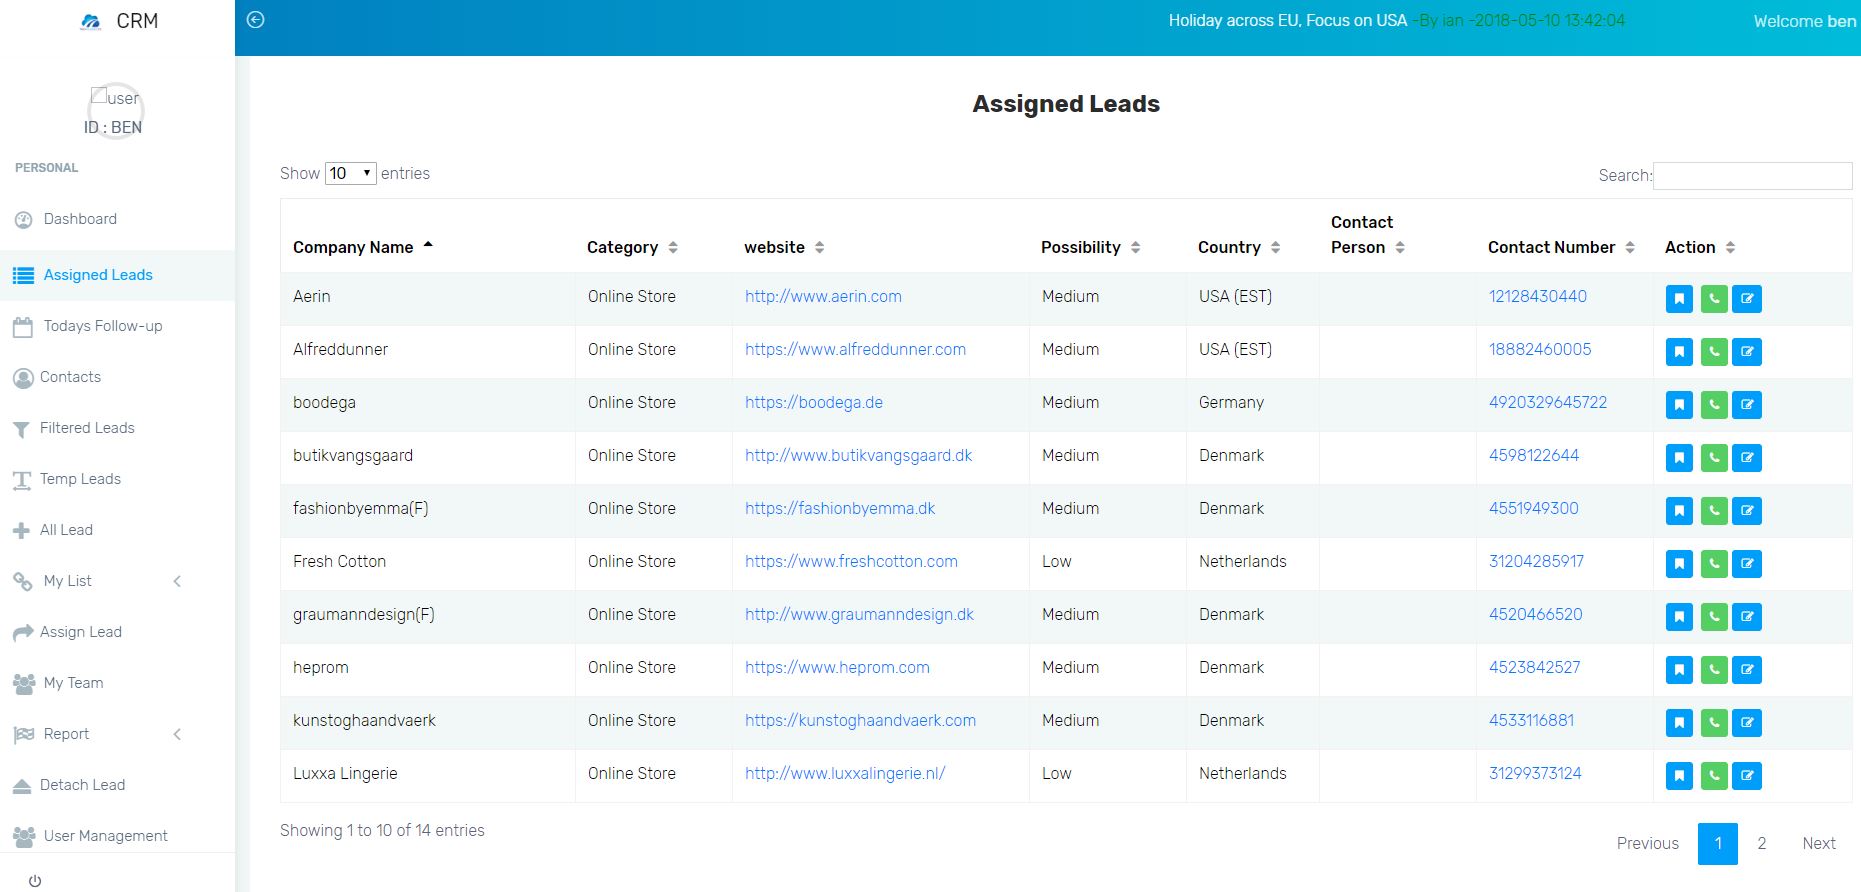 CRM
Holiday across EU, Focus on USA -By ian -2018-05-10 13:42:04
Welcome ben
user
ID : BEN
PERSONAL
Dashboard
Assigned Leads
Todays Follow-up
Contacts
Filtered Leads
Temp Leads
All Lead
My List
Assign Lead
My Team
Report
Detach Lead
User Management
Assigned Leads
Show 10 entries
Search:
Company Name Category website Possibility Country Contact Person Contact Number Action
Aerin Online Store http://www.aerin.com Medium USA (EST) 12128430440
Alfreddunner Online Store https://www.alfreddunner.com Medium USA (EST) 18882460005
boodega Online Store https://boodega.de Medium Germany 4920329645722
butikvangsgaard Online Store http://www.butikvangsgaard.dk Medium Denmark 4598122644
fashionbyemma(F) Online Store https://fashionbyemma.dk Medium Denmark 4551949300
Fresh Cotton Online Store https://www.freshcotton.com Low Netherlands 31204285917
graumanndesign(F) Online Store http://www.graumanndesign.dk Medium Denmark 4520466520
heprom Online Store https://www.heprom.com Medium Denmark 4523842527
kunstoghaandvaerk Online Store https://kunstoghaandvaerk.com Medium Denmark 4533116881
Luxxa Lingerie Online Store http://www.luxxalingerie.nl/ Low Netherlands 31299373124
Showing 1 to 10 of 14 entries
Previous 1 2 Next